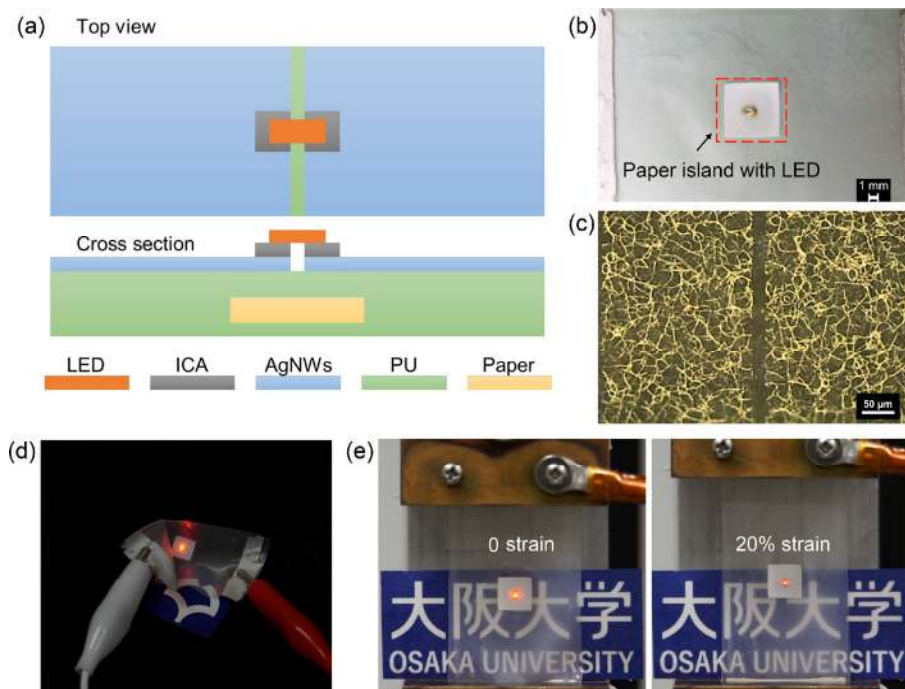 (a)
Top view
Cross section
LED
ICA
AgNWs
PU
Paper
(b)
Paper island with LED
1 mm
(c)
50 μm
(d)
(e)
0 strain
大阪大学
OSAKA UNIVERSITY
20% strain
大阪大学
OSAKA UNIVERSITY